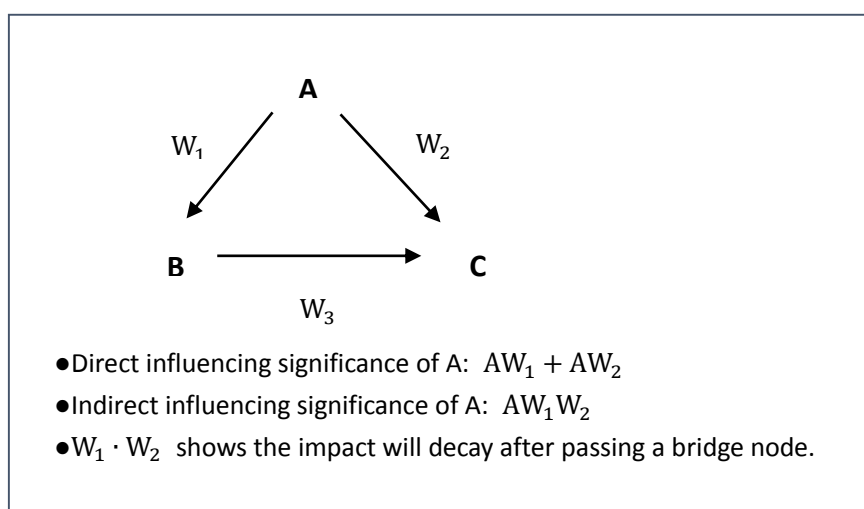 A
W₁
W₂
B
C
W₃
●Direct influencing significance of A: AW₁ + AW₂
●Indirect influencing significance of A: AW₁W₂
●W₁ · W₂ shows the impact will decay after passing a bridge node.